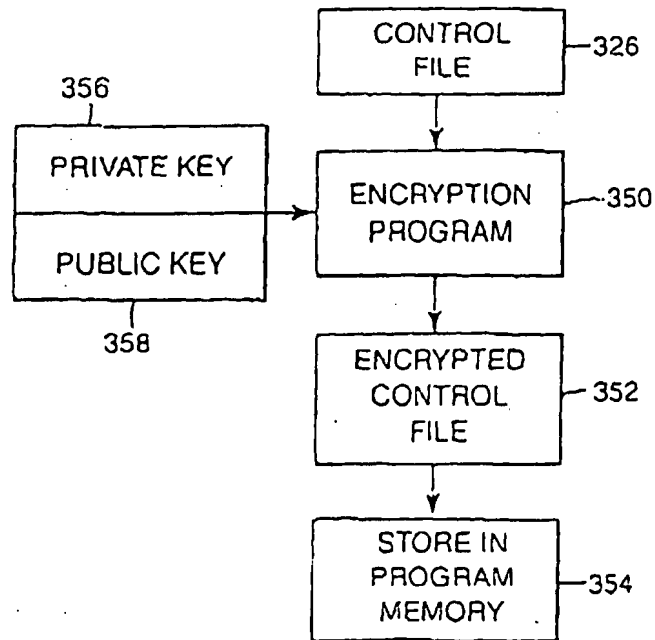 CONTROL
FILE
326
356
PRIVATE KEY
PUBLIC KEY
358
ENCRYPTION
PROGRAM
350
ENCRYPTED
CONTROL
FILE
352
STORE IN
PROGRAM
MEMORY
354